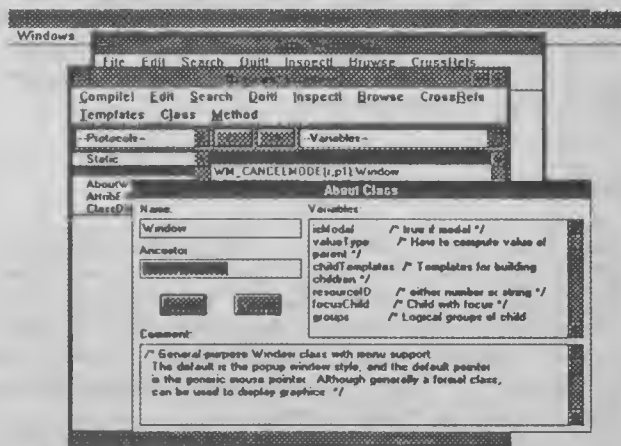 Windows
File Edit Search Doit! Inspect! Browse CrossRefs
Compile! Edit Search Doit! Inspect! Browse CrossRefs
Templates Class Method
--Protocols-- --Variables--
Static
WM_CANCELMODE(r,p1) Window
AboutW
AttribE
ClassD
About Class
Name:
Window
Ancestor
Variables:
isModal /* true if modal */
valueType /* How to compute value of
parent */
childTemplates /* Templates for building
children */
resourceID /* either number or string */
focusChild /* Child with focus */
groups /* Logical groups of child
Comment:
/* General-purpose Window class with menu support
The default is the popup window style, and the default pointer
is the generic mouse pointer. Although generally a formal class,
can be used to display graphics. */